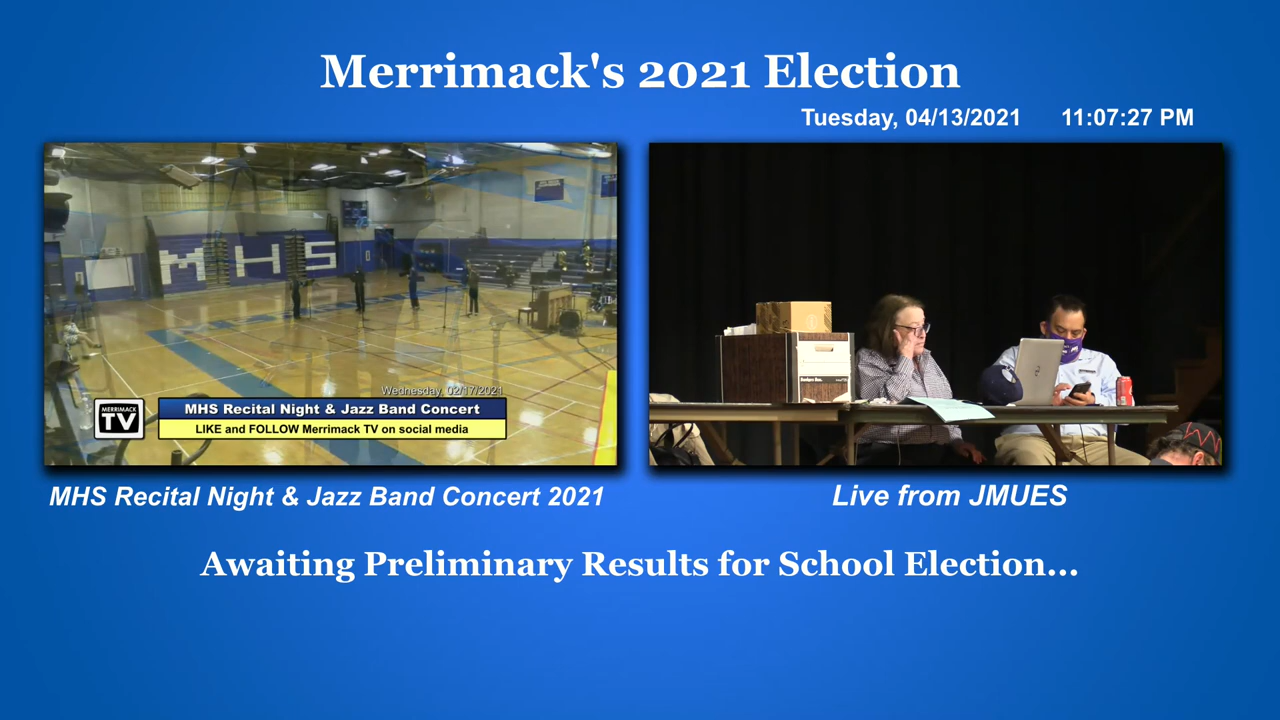 Merrimack's 2021 Election
Tuesday, 04/13/2021 11:07:27 PM
MHS
Wednesday, 02/17/2021
MERRIMACK
TV
MHS Recital Night & Jazz Band Concert
LIKE and FOLLOW Merrimack TV on social media
MHS Recital Night & Jazz Band Concert 2021
Live from JMUES
Awaiting Preliminary Results for School Election...